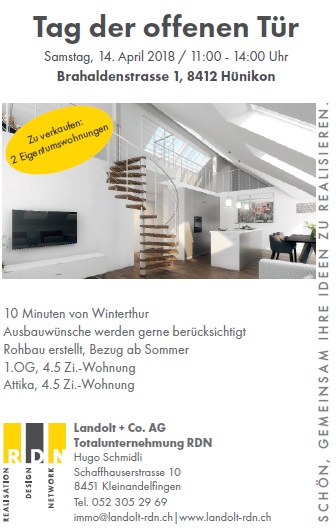 Tag der offenen Tür
Samstag, 14. April 2018 / 11:00 - 14:00 Uhr
Brahaldenstrasse 1, 8412 Hünikon
Zu verkaufen:
2 Eigentumswohnungen
SCHÖN, GEMEINSAM IHRE IDEEN ZU REALISIEREN.
10 Minuten von Winterthur
Ausbauwünsche werden gerne berücksichtigt
Rohbau erstellt, Bezug ab Sommer
1.OG, 4.5 Zi.-Wohnung
Attika, 4.5 Zi.-Wohnung
RDN
REALISATION
DESIGN
NETWORK
Landolt + Co. AG
Totalunternehmung RDN
Hugo Schmidli
Schaffhauserstrasse 10
8451 Kleinandelfingen
Tel. 052 305 29 69
immo@landolt-rdn.ch|www.landolt-rdn.ch